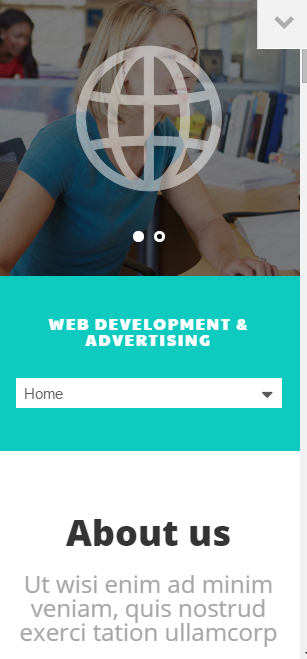 WEB DEVELOPMENT &
ADVERTISING
Home
About us
Ut wisi enim ad minim
veniam, quis nostrud
exerci tation ullamcorp